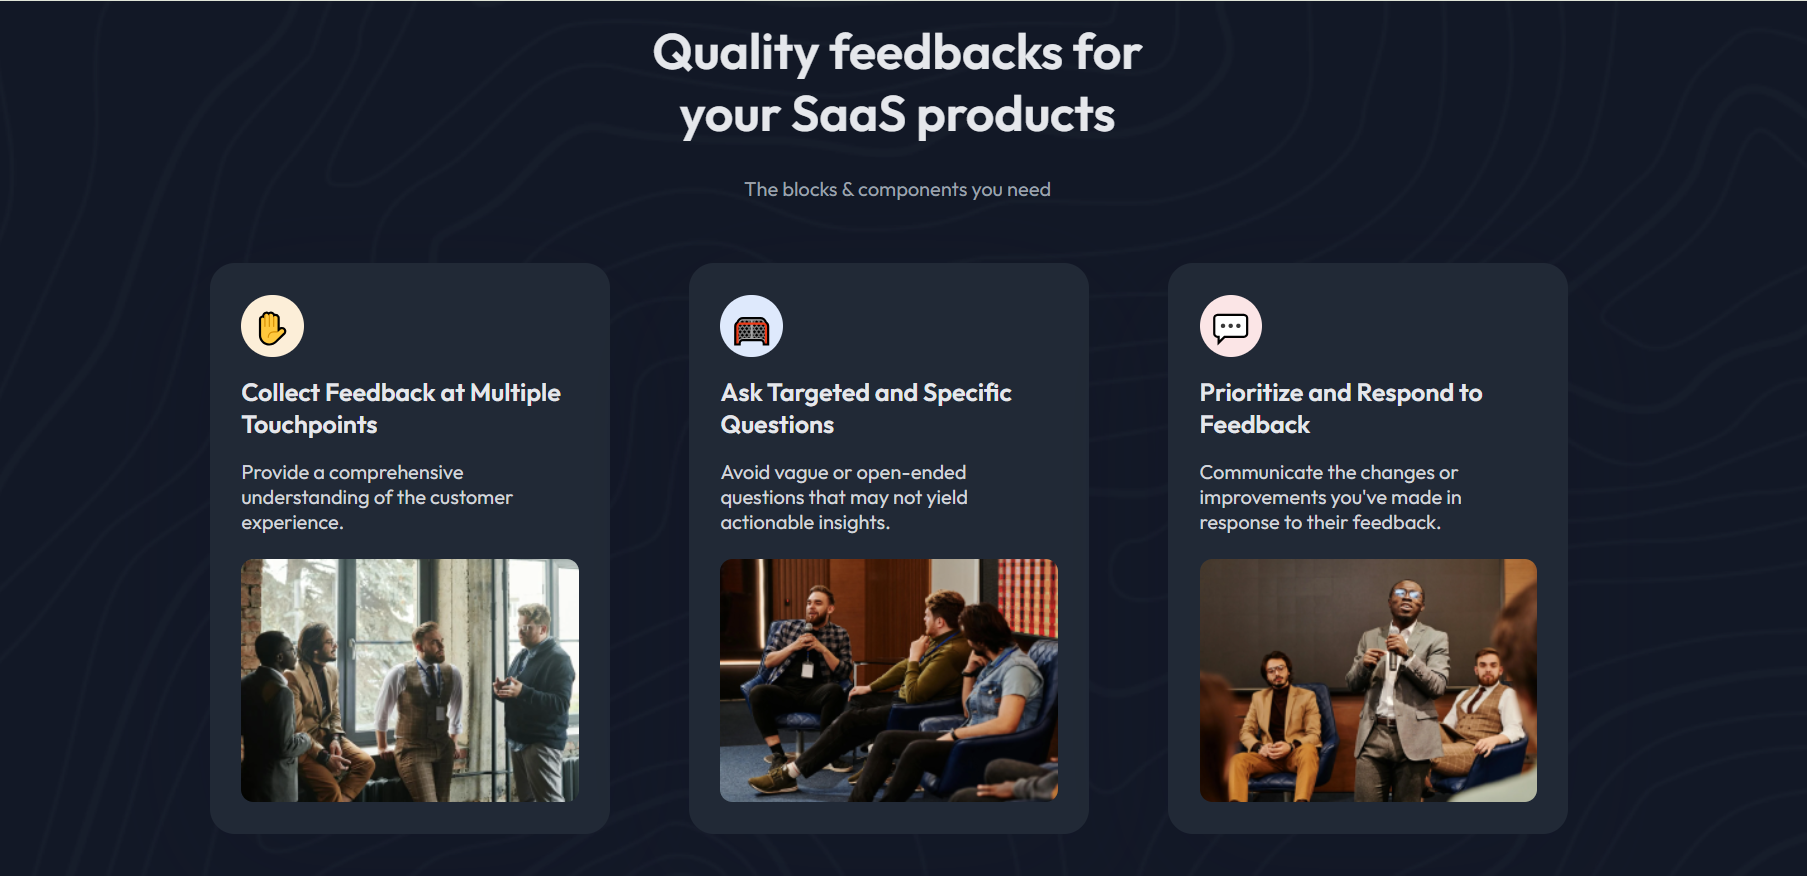 Quality feedbacks for
your SaaS products
The blocks & components you need
Collect Feedback at Multiple
Touchpoints
Provide a comprehensive
understanding of the customer
experience.
Ask Targeted and Specific
Questions
Avoid vague or open-ended
questions that may not yield
actionable insights.
Prioritize and Respond to
Feedback
Communicate the changes or
improvements you've made in
response to their feedback.